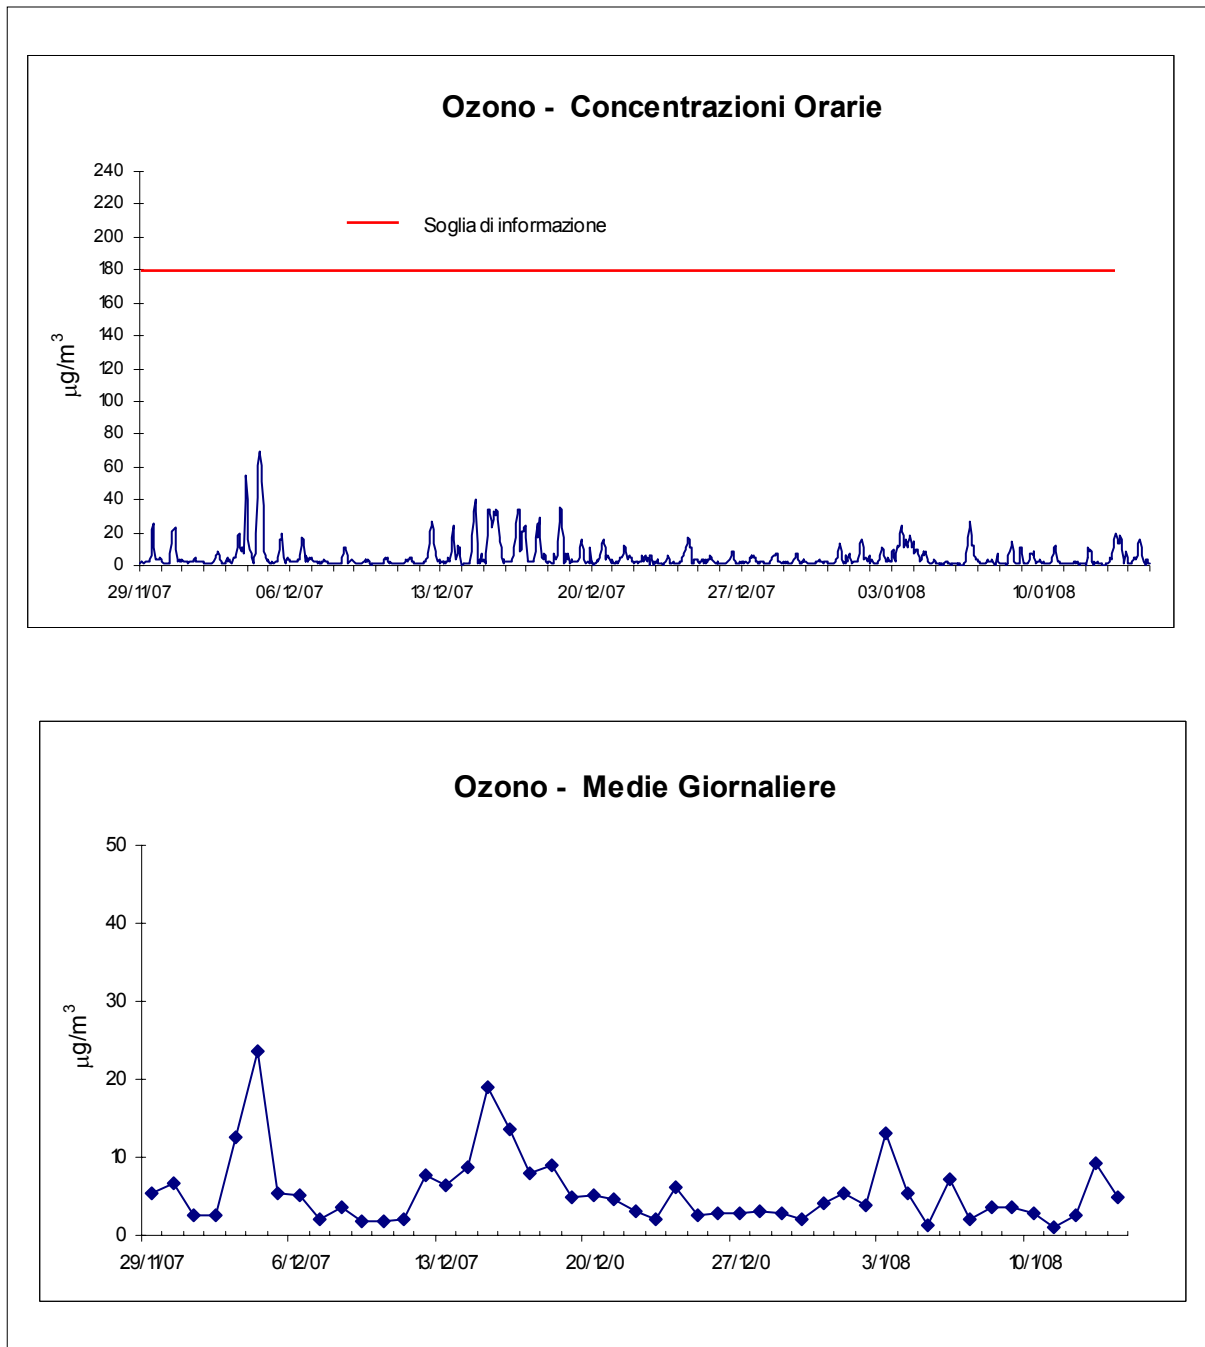 Ozono - Concentrazioni Orarie
240
220
200
180
160
140
120
100
80
60
40
20
0
µg/m³
Soglia di informazione
29/11/07 06/12/07 13/12/07 20/12/07 27/12/07 03/01/08 10/01/08
Ozono - Medie Giornaliere
50
40
30
20
10
0
µg/m³
29/11/07 6/12/07 13/12/07 20/12/0 27/12/0 3/1/08 10/1/08